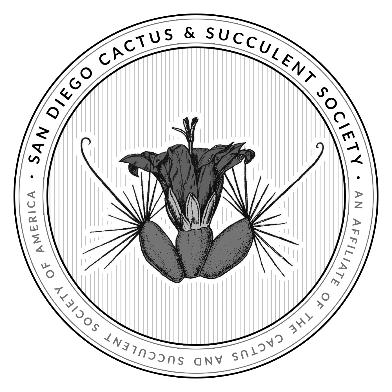 SAN DIEGO CACTUS & SUCCULENT SOCIETY
AN AFFILIATE OF THE CACTUS AND SUCCULENT SOCIETY OF AMERICA